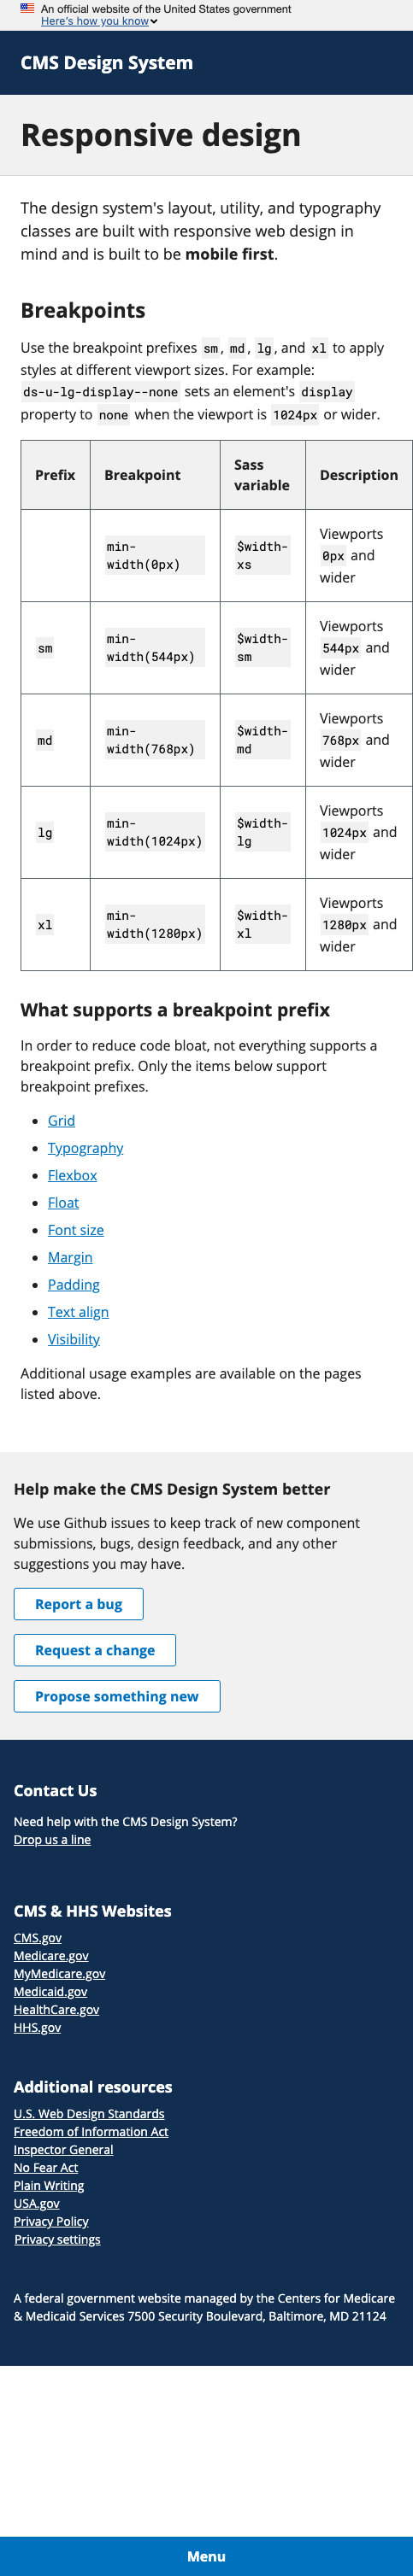 An official website of the United States government
Here's how you know
CMS Design System
Responsive design
The design system's layout, utility, and typography
classes are built with responsive web design in
mind and is built to be mobile first.
Breakpoints
Use the breakpoint prefixes sm, md, lg, and xl to apply
styles at different viewport sizes. For example:
ds-u-lg-display--none sets an element's display
property to none when the viewport is 1024px or wider.
Prefix Breakpoint Sass variable Description
min-width(0px) $width-xs Viewports 0px and wider
sm min-width(544px) $width-sm Viewports 544px and wider
md min-width(768px) $width-md Viewports 768px and wider
lg min-width(1024px) $width-lg Viewports 1024px and wider
xl min-width(1280px) $width-xl Viewports 1280px and wider
What supports a breakpoint prefix
In order to reduce code bloat, not everything supports a
breakpoint prefix. Only the items below support
breakpoint prefixes.
Grid
Typography
Flexbox
Float
Font size
Margin
Padding
Text align
Visibility
Additional usage examples are available on the pages
listed above.
Help make the CMS Design System better
We use Github issues to keep track of new component
submissions, bugs, design feedback, and any other
suggestions you may have.
Report a bug
Request a change
Propose something new
Contact Us
Need help with the CMS Design System?
Drop us a line
CMS & HHS Websites
CMS.gov
Medicare.gov
MyMedicare.gov
Medicaid.gov
HealthCare.gov
HHS.gov
Additional resources
U.S. Web Design Standards
Freedom of Information Act
Inspector General
No Fear Act
Plain Writing
USA.gov
Privacy Policy
Privacy settings
A federal government website managed by the Centers for Medicare
& Medicaid Services 7500 Security Boulevard, Baltimore, MD 21124
Menu